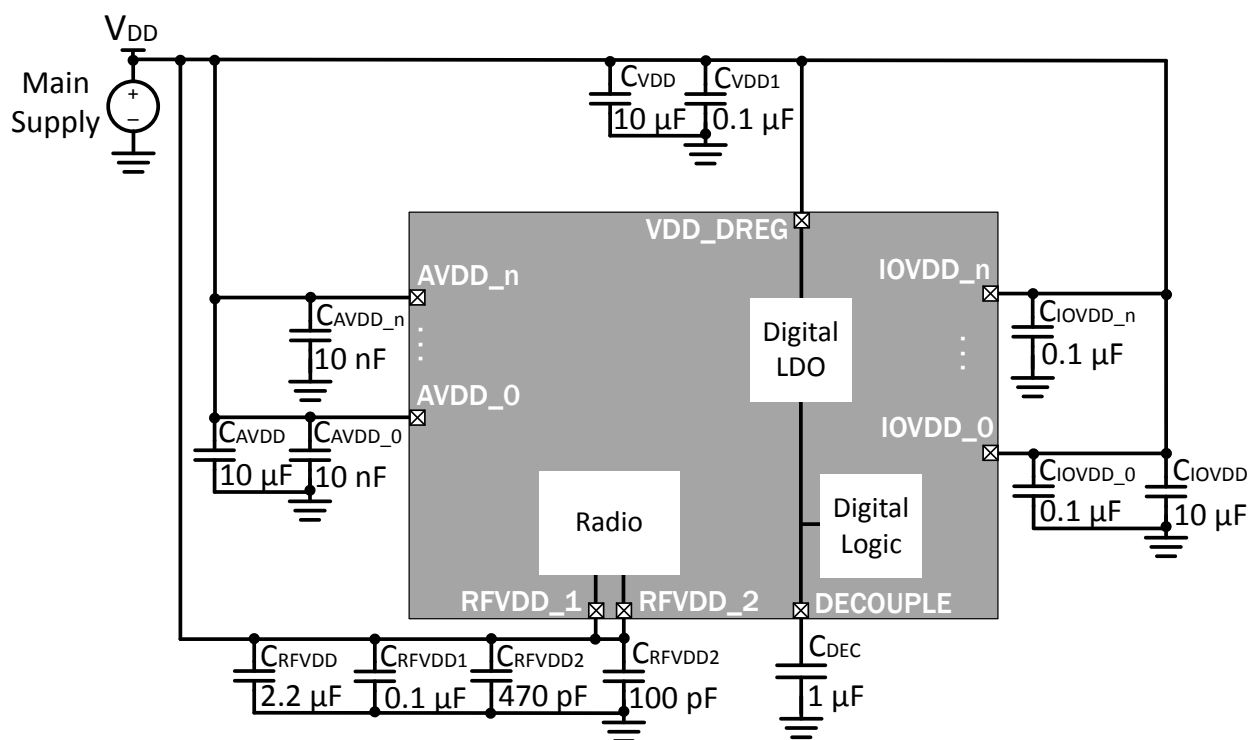 VDD
Main
Supply
+
–
CVDD
10 µF
CVDD1
0.1 µF
VDD_DREG
AVDD_n
IOVDD_n
CAVDD_n
10 nF
Digital
LDO
CIOVDD_n
0.1 µF
AVDD_0
IOVDD_0
CAVDD
10 µF
CAVDD_0
10 nF
CIOVDD_0
0.1 µF
CIOVDD
10 µF
Radio
Digital
Logic
RFVDD_1
RFVDD_2
DECOUPLE
CRFVDD
2.2 µF
CRFVDD1
0.1 µF
CRFVDD2
470 pF
CRFVDD2
100 pF
CDEC
1 µF